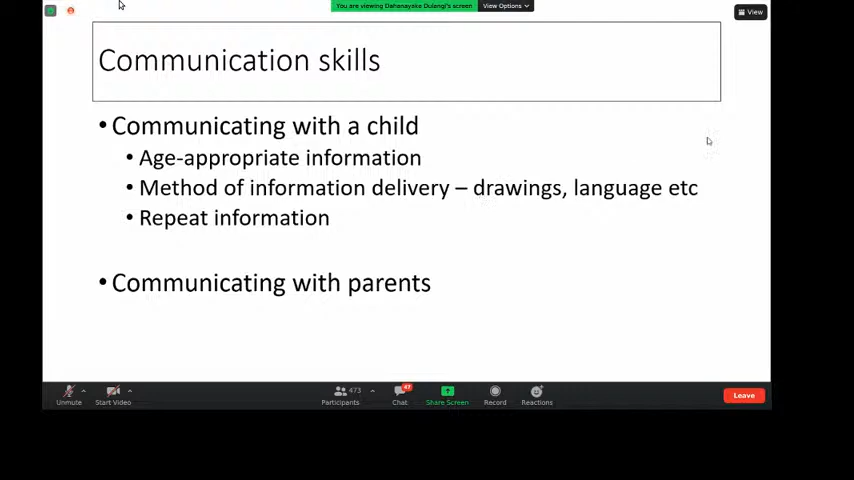 You are viewing Dahanayake Dulangi's screen
View Options
View
Communication skills
• Communicating with a child
• Age-appropriate information
• Method of information delivery – drawings, language etc
• Repeat information
• Communicating with parents
Unmute
Start Video
473
Participants
47
Chat
Share Screen
Record
Reactions
Leave